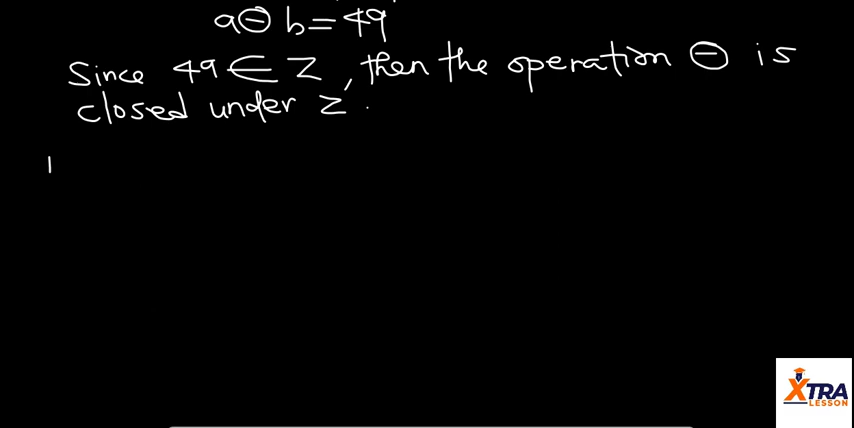 a⊖ b=49
Since 49 ∈ Z, then the operation ⊖ is
closed under Z.
XTRA
LESSON